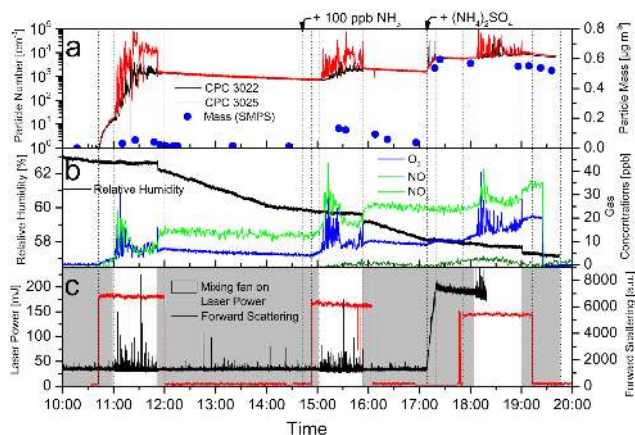 + 100 ppb NH3
+ (NH4)2SO4
a
Particle Number [cm-3]
10^5
10^4
10^3
10^2
10^1
10^0
CPC 3022
CPC 3025
Mass (SMPS)
Particle Mass [µg m-3]
0.8
0.6
0.4
0.2
0.0
b
Relative Humidity [%]
62
60
58
Relative Humidity
O3
NO
NO
Gas
Concentrations [ppb]
50
40
30
20
10
0
c
Laser Power [mJ]
200
150
100
50
0
Mixing fan on
Laser Power
Forward Scattering
Forward Scattering [a.u.]
8000
6000
4000
2000
0
10:00 11:00 12:00 13:00 14:00 15:00 16:00 17:00 18:00 19:00 20:00
Time